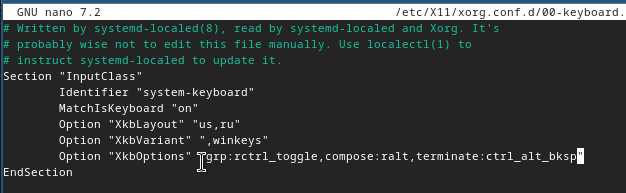 GNU nano 7.2 /etc/X11/xorg.conf.d/00-keyboard.
# Written by systemd-localed(8), read by systemd-localed and Xorg. It's
# probably wise not to edit this file manually. Use localectl(1) to
# instruct systemd-localed to update it.
Section "InputClass"
Identifier "system-keyboard"
MatchIsKeyboard "on"
Option "XkbLayout" "us,ru"
Option "XkbVariant" ",winkeys"
Option "XkbOptions" "grp:rctrl_toggle,compose:ralt,terminate:ctrl_alt_bksp"
EndSection